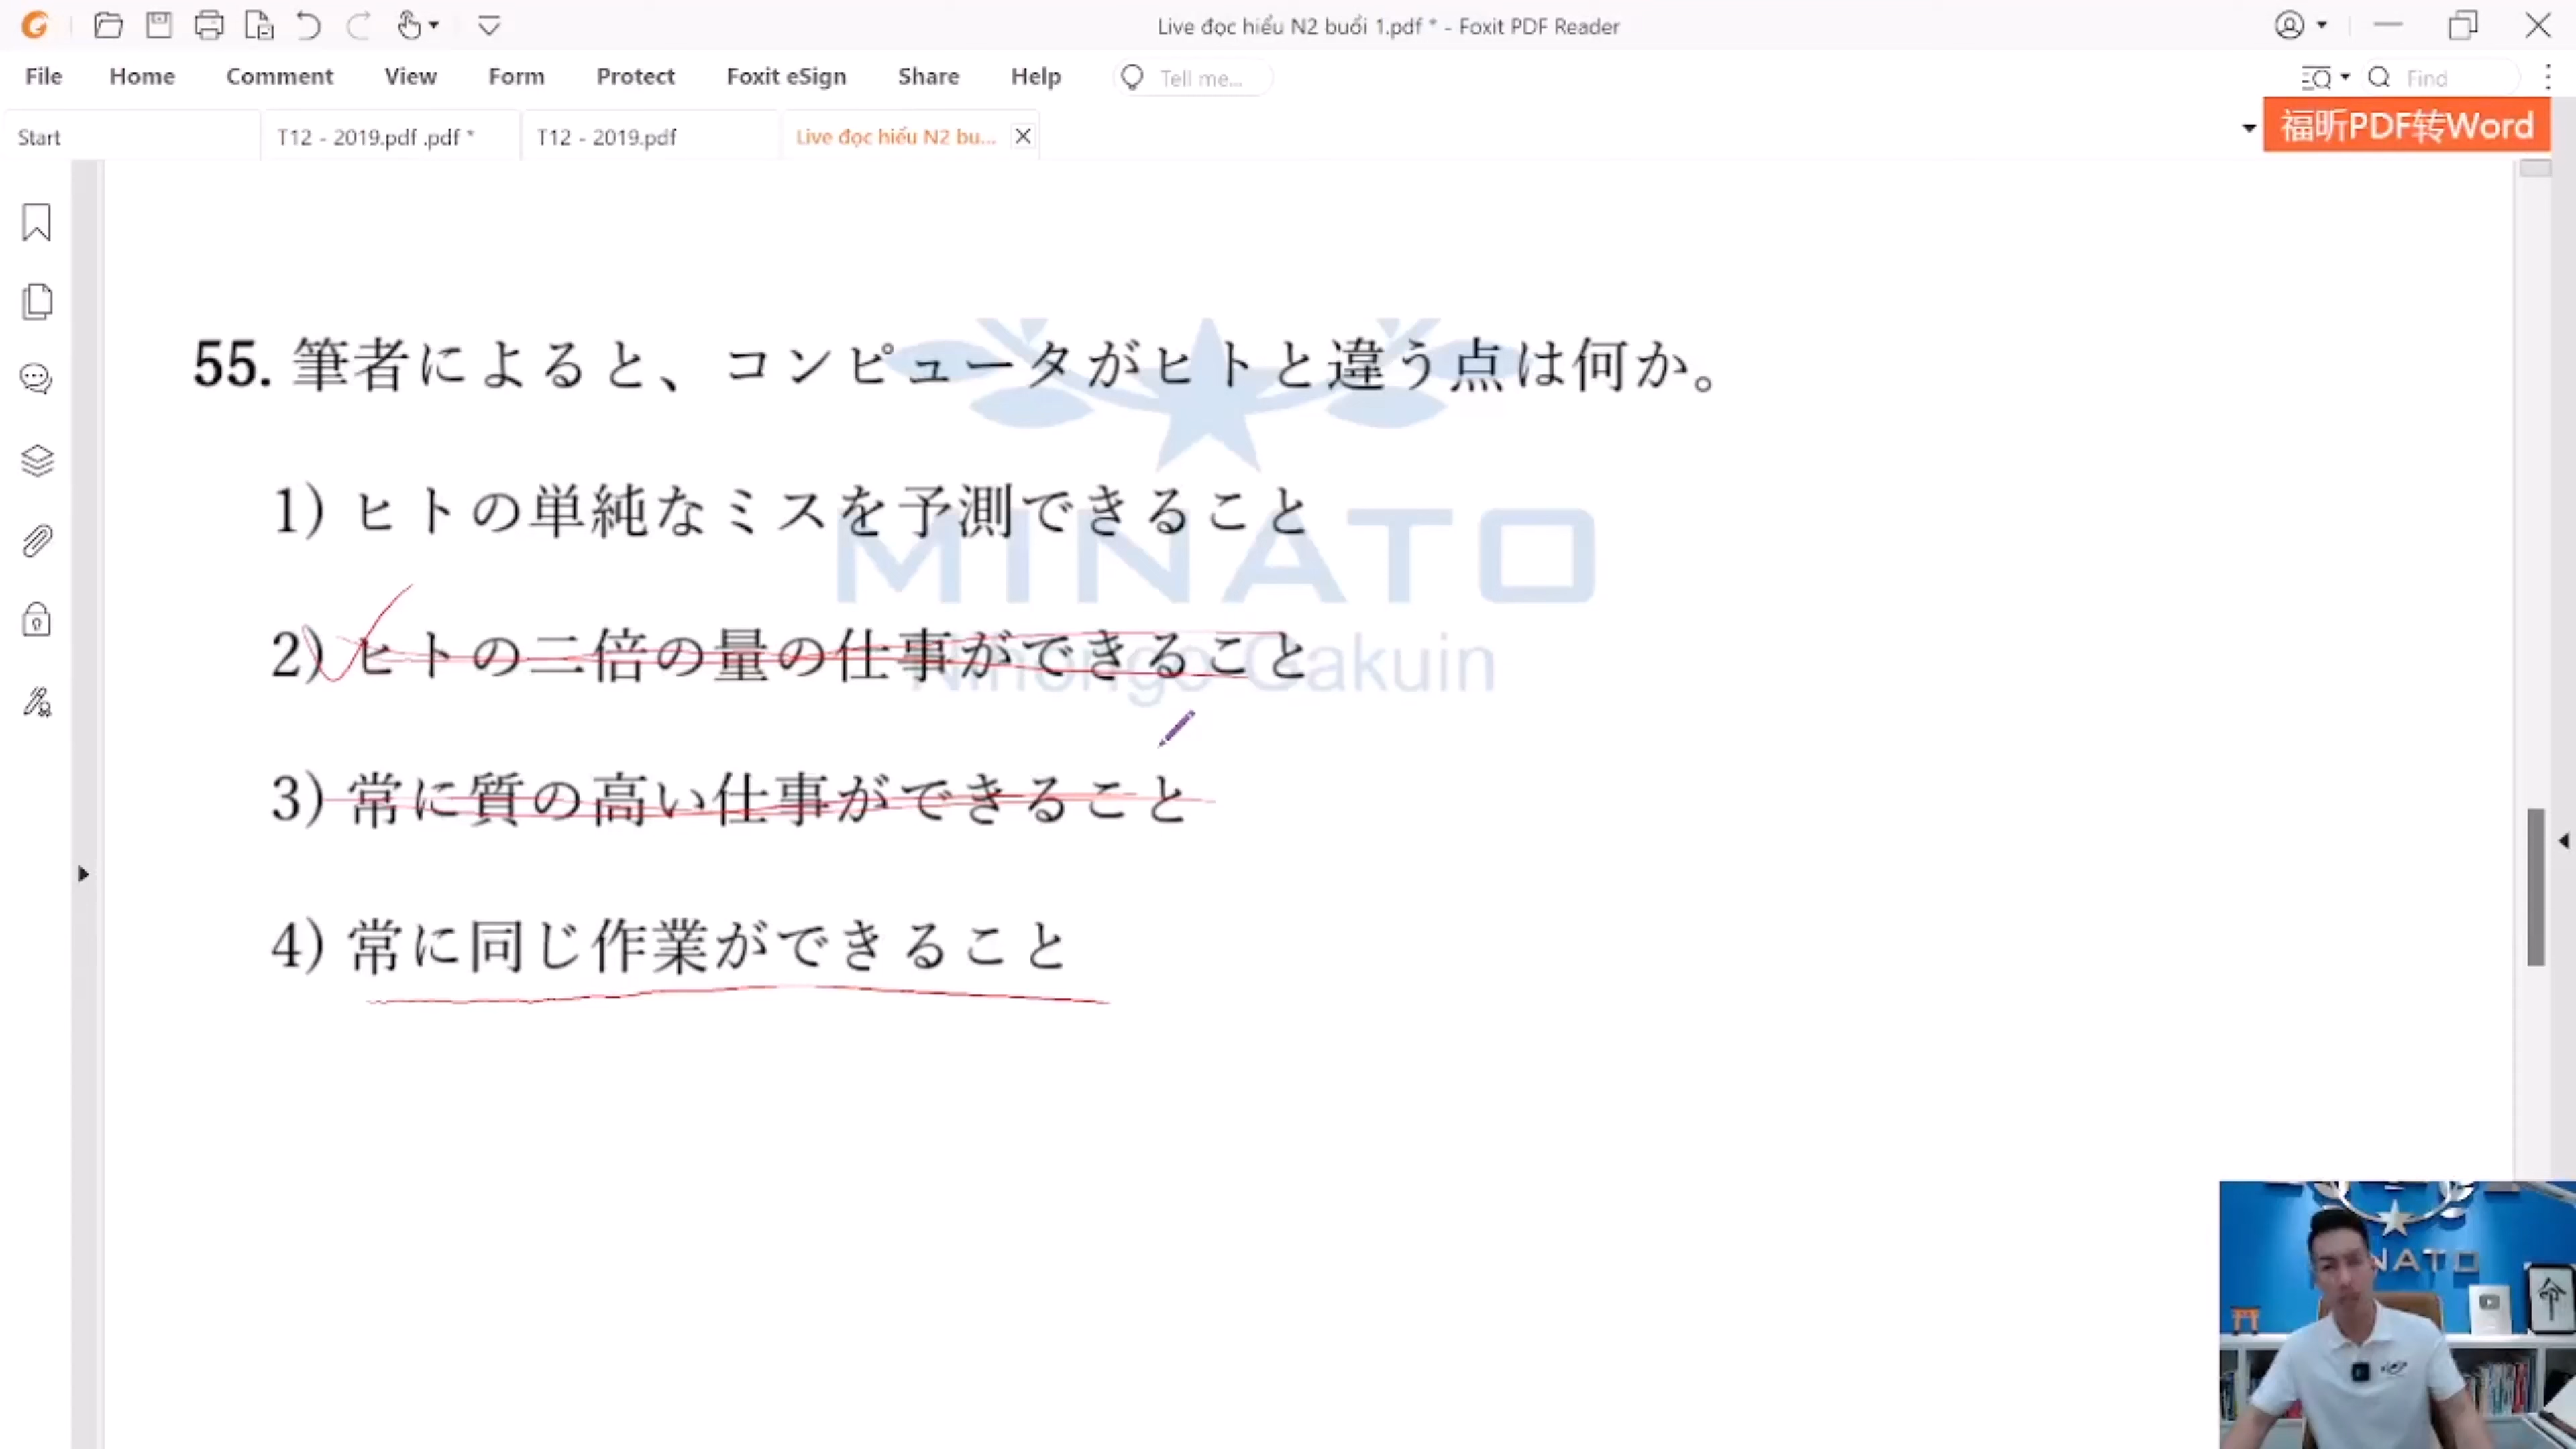 Live đọc hiểu N2 buổi 1.pdf * - Foxit PDF Reader
File Home Comment View Form Protect Foxit eSign Share Help Tell me... Find
Start T12 - 2019.pdf .pdf * T12 - 2019.pdf Live đọc hiểu N2 bu... 福昕PDF转Word
55. 筆者によると、コンピュータがヒトと違う点は何か。
1) ヒトの単純なミスを予測できること
MINATO
2) ヒトの二倍の量の仕事ができること
Nihongo Gakuin
3) 常に質の高い仕事ができること
4) 常に同じ作業ができること
NATO
命